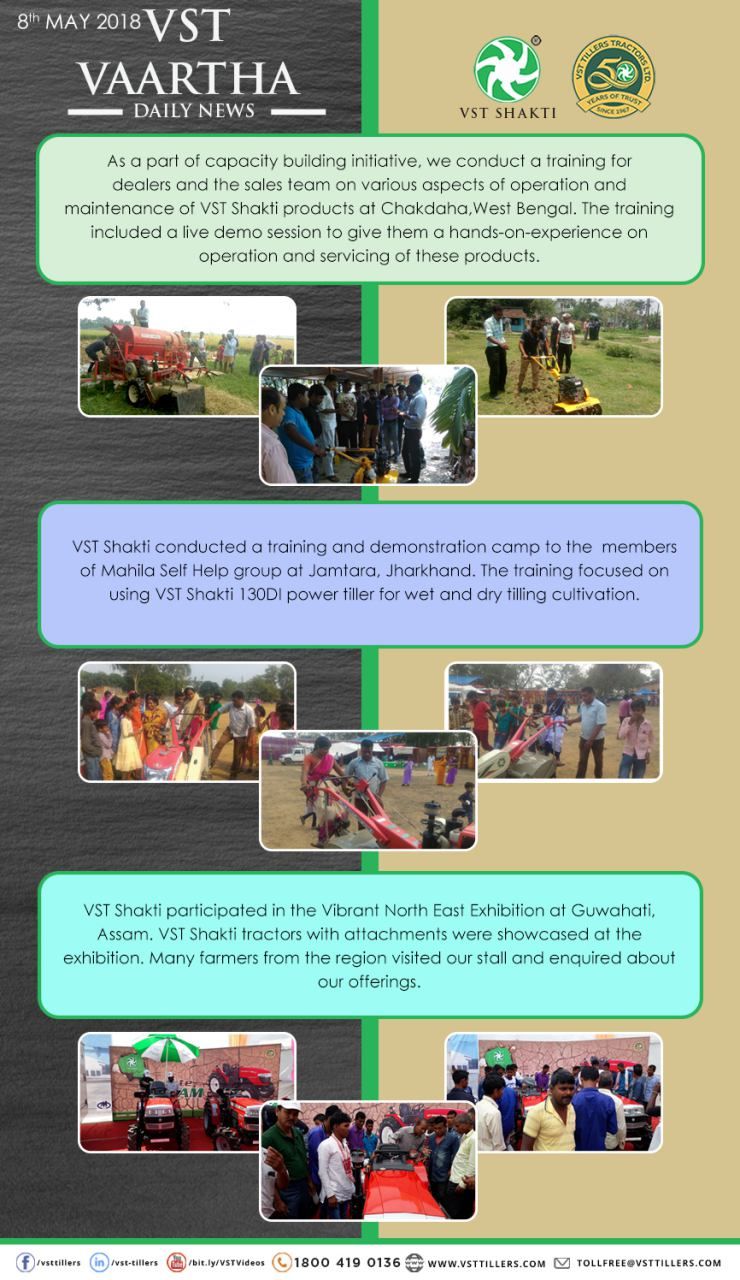 8th MAY 2018
VST
VAARTHA
DAILY NEWS
VST SHAKTI
VST TILLERS TRACTORS LTD.
50
YEARS OF TRUST
SINCE 1967
As a part of capacity building initiative, we conduct a training for
dealers and the sales team on various aspects of operation and
maintenance of VST Shakti products at Chakdaha,West Bengal. The training
included a live demo session to give them a hands-on-experience on
operation and servicing of these products.
VST Shakti conducted a training and demonstration camp to the members
of Mahila Self Help group at Jamtara, Jharkhand. The training focused on
using VST Shakti 130DI power tiller for wet and dry tilling cultivation.
VST Shakti participated in the Vibrant North East Exhibition at Guwahati,
Assam. VST Shakti tractors with attachments were showcased at the
exhibition. Many farmers from the region visited our stall and enquired about
our offerings.
/vsttillers /vst-tillers /bit.ly/VSTVideos 1800 419 0136 WWW.VSTTILLERS.COM TOLLFREE@VSTTILLERS.COM